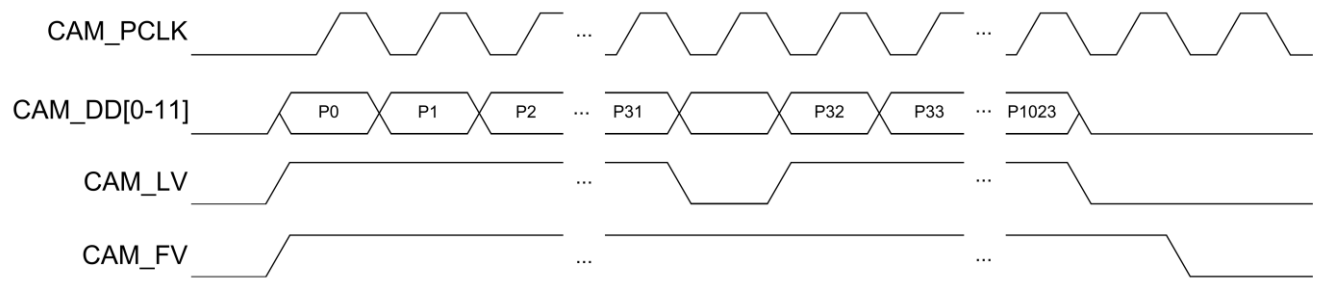 CAM_PCLK ... ...
CAM_DD[0-11] P0 P1 P2 ... P31 P32 P33 ... P1023
CAM_LV ... ...
CAM_FV ... ...